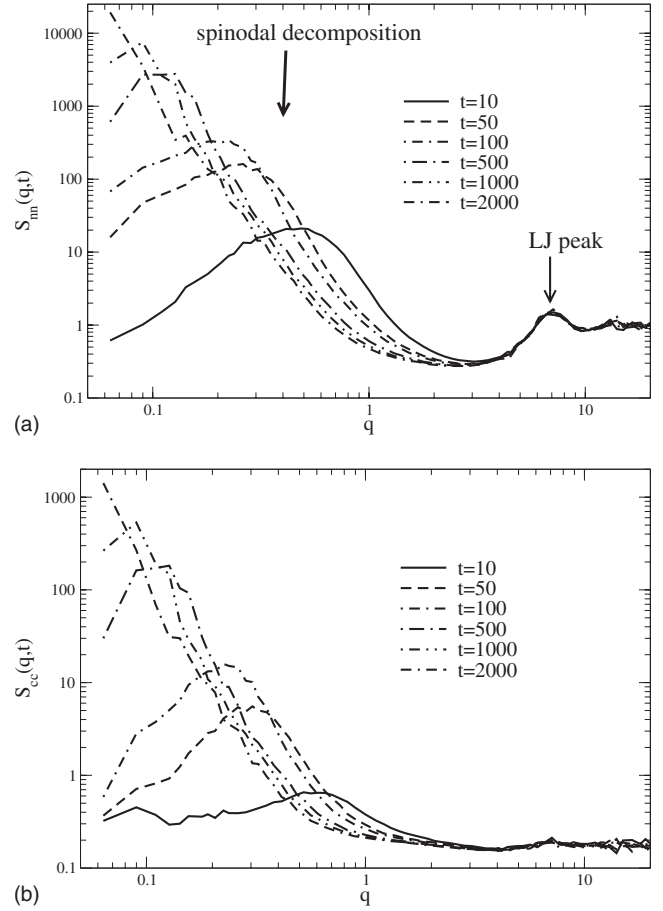 10000
1000
100
10
1
0.1
S_nn(q,t)
spinodal decomposition
t=10
t=50
t=100
t=500
t=1000
t=2000
LJ peak
0.1
1
10
q
(a)
1000
100
10
1
0.1
S_cc(q,t)
t=10
t=50
t=100
t=500
t=1000
t=2000
0.1
1
10
q
(b)